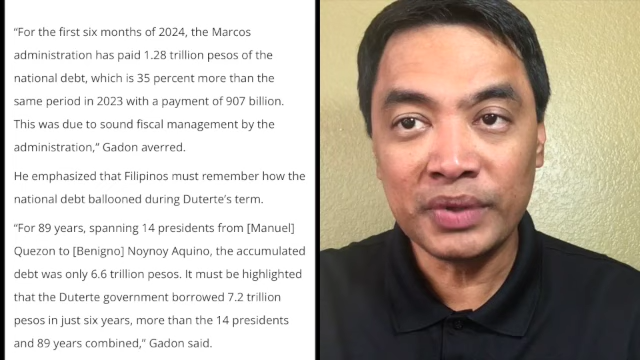 “For the first six months of 2024, the Marcos
administration has paid 1.28 trillion pesos of the
national debt, which is 35 percent more than the
same period in 2023 with a payment of 907 billion.
This was due to sound fiscal management by the
administration,” Gadon averred.
He emphasized that Filipinos must remember how the
national debt ballooned during Duterte’s term.
“For 89 years, spanning 14 presidents from [Manuel]
Quezon to [Benigno] Noynoy Aquino, the accumulated
debt was only 6.6 trillion pesos. It must be highlighted
that the Duterte government borrowed 7.2 trillion
pesos in just six years, more than the 14 presidents
and 89 years combined,” Gadon said.